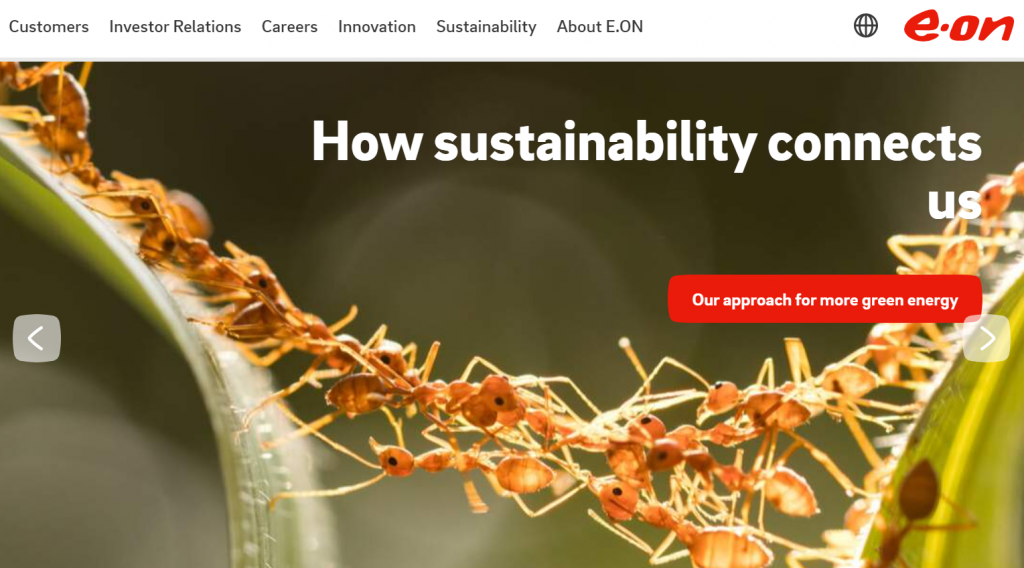 Customers Investor Relations Careers Innovation Sustainability About E.ON
e·on
How sustainability connects
us
Our approach for more green energy